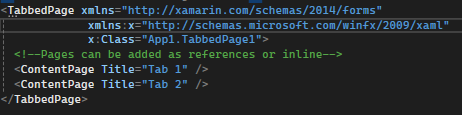 <TabbedPage xmlns="http://xamarin.com/schemas/2014/forms"
xmlns:x="http://schemas.microsoft.com/winfx/2009/xaml"
x:Class="App1.TabbedPage1">
<!--Pages can be added as references or inline-->
<ContentPage Title="Tab 1" />
<ContentPage Title="Tab 2" />
</TabbedPage>